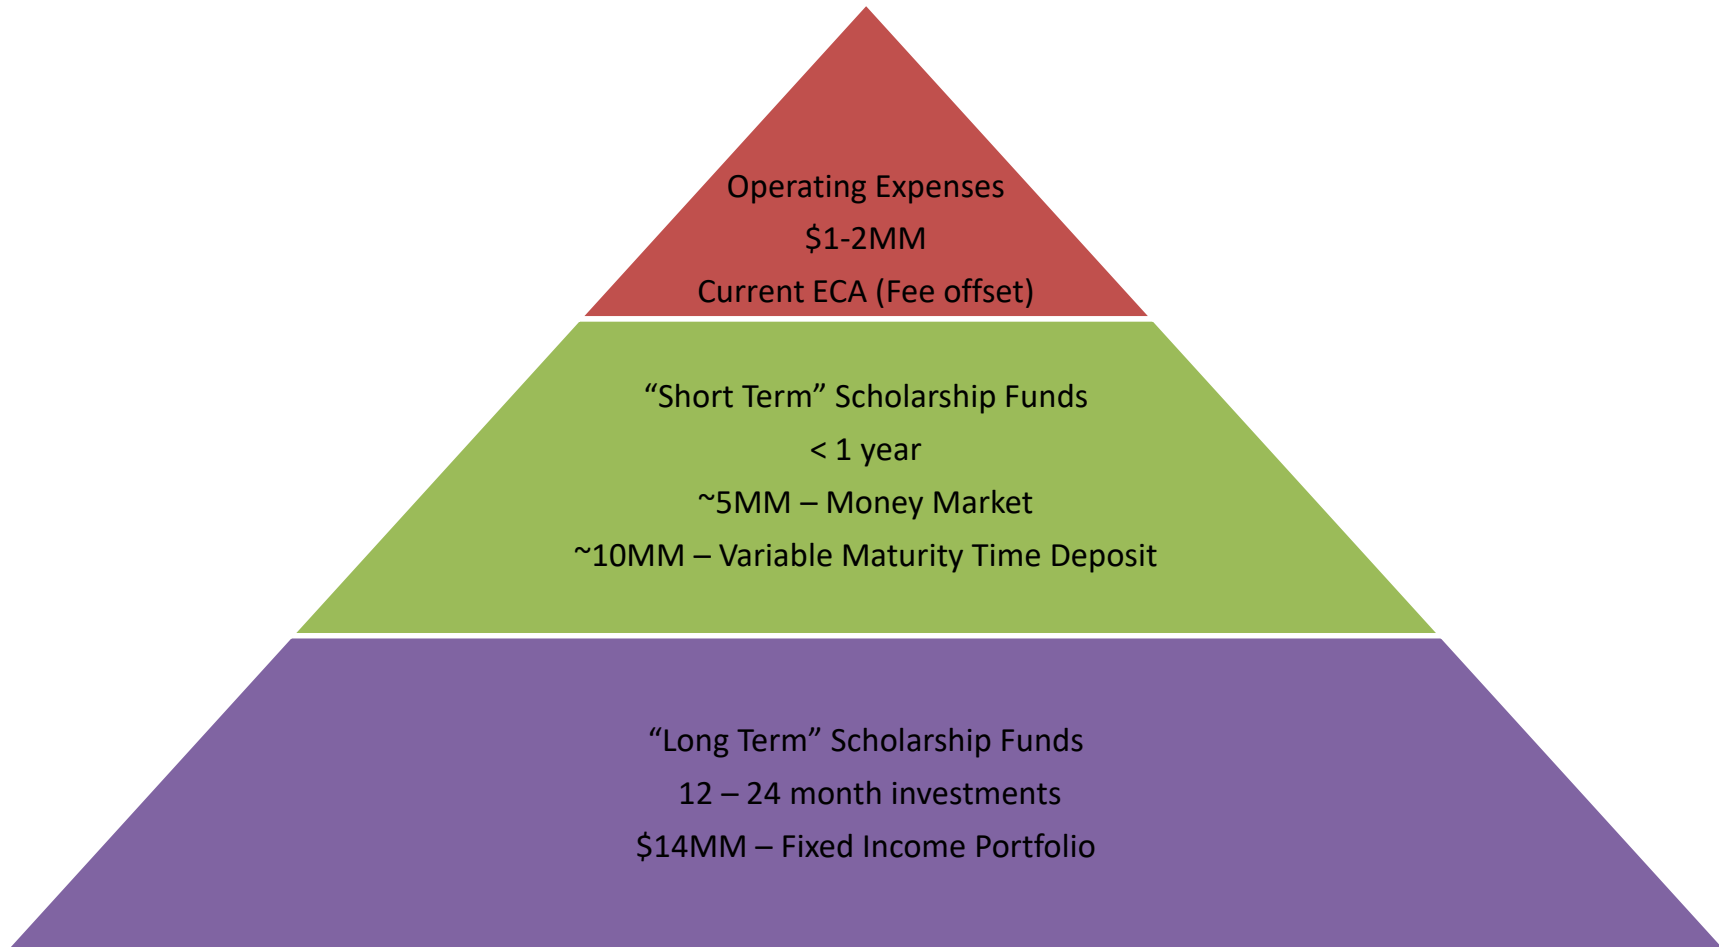 Operating Expenses
$1-2MM
Current ECA (Fee offset)
“Short Term” Scholarship Funds
< 1 year
~5MM – Money Market
~10MM – Variable Maturity Time Deposit
“Long Term” Scholarship Funds
12 – 24 month investments
$14MM – Fixed Income Portfolio